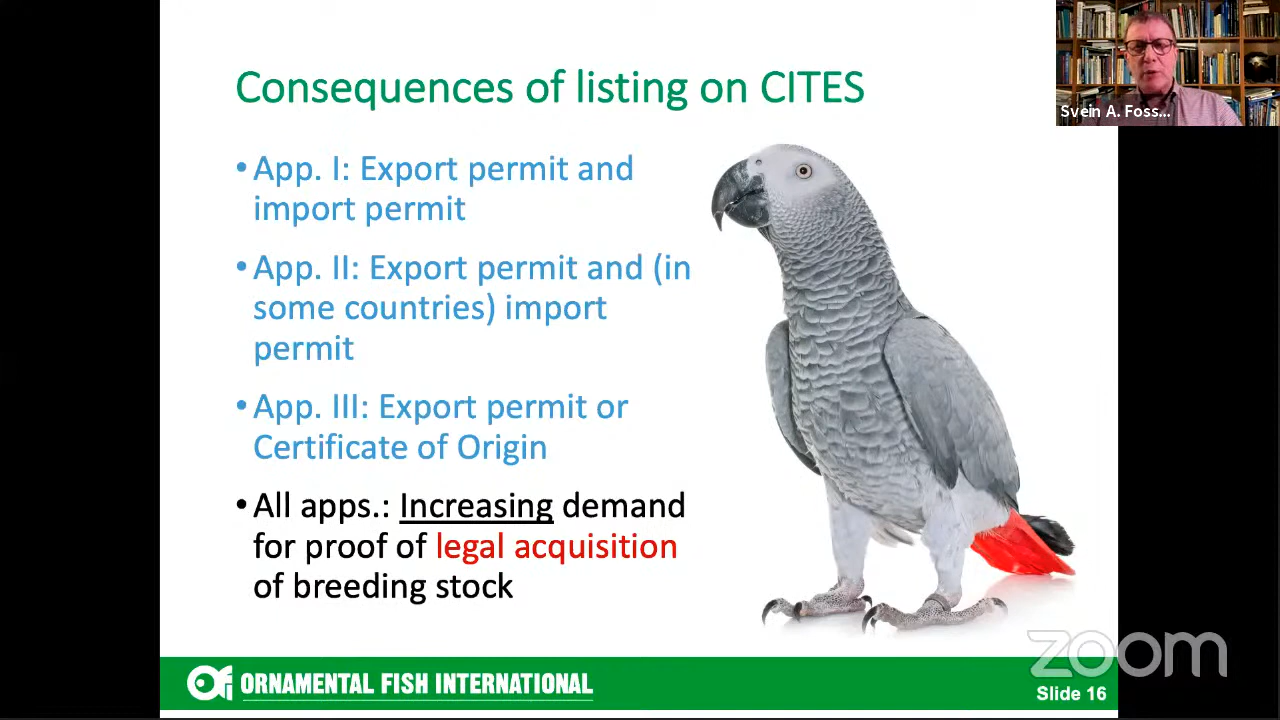 Consequences of listing on CITES
Svein A. Foss...
• App. I: Export permit and
import permit
• App. II: Export permit and (in
some countries) import
permit
• App. III: Export permit or
Certificate of Origin
• All apps.: Increasing demand
for proof of legal acquisition
of breeding stock
zoom
ORNAMENTAL FISH INTERNATIONAL
Slide 16